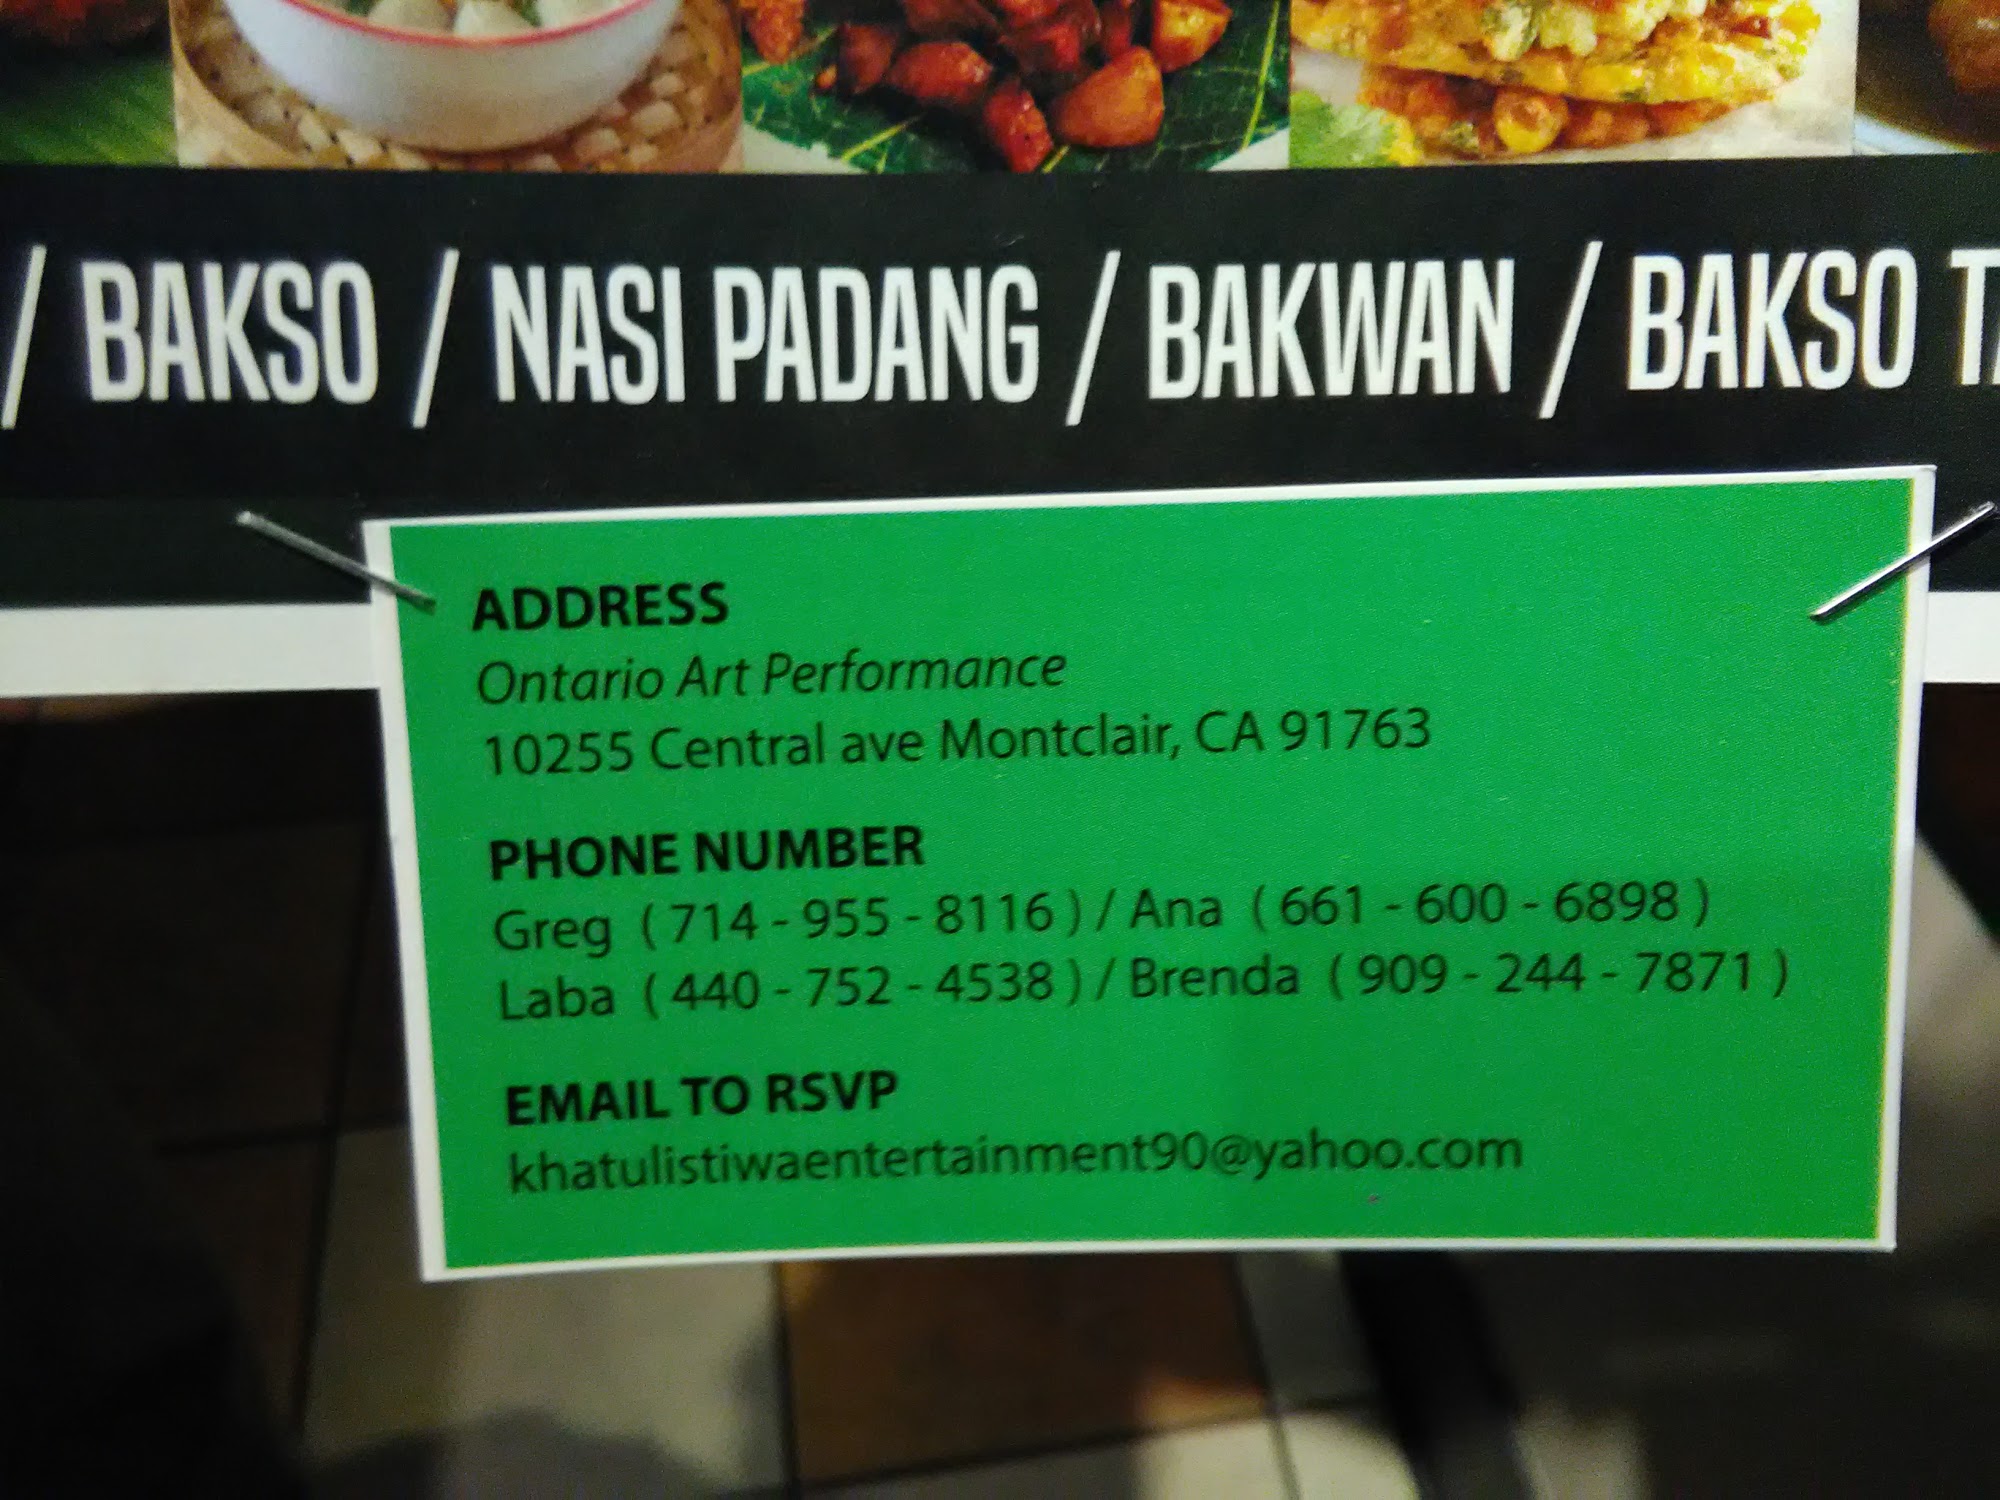 / BAKSO / NASI PADANG / BAKWAN / BAKSO
ADDRESS
Ontario Art Performance
10255 Central ave Montclair, CA 91763
PHONE NUMBER
Greg ( 714 - 955 - 8116 ) / Ana ( 661 - 600 - 6898 )
Laba ( 440 - 752 - 4538 ) / Brenda ( 909 - 244 - 7871 )
EMAIL TO RSVP
khatulistiwaentertainment90@yahoo.com